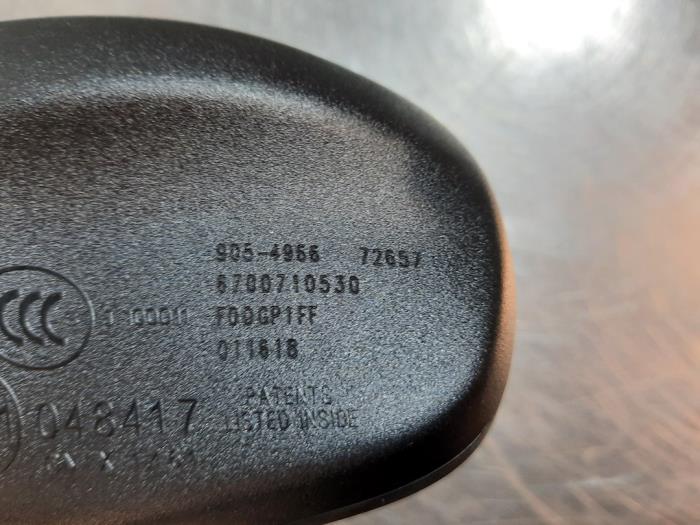 905-4966 72657
6700710530
F00GP1FF
011618
CCC
PATENTS
LISTED INSIDE
048417